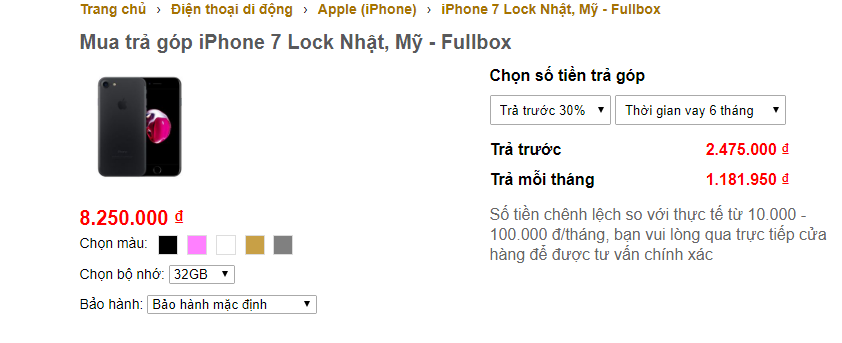 Trang chủ › Điện thoại di động › Apple (iPhone) › iPhone 7 Lock Nhật, Mỹ - Fullbox
Mua trả góp iPhone 7 Lock Nhật, Mỹ - Fullbox
8.250.000 ₫
Chọn màu:
Chọn bộ nhớ: 32GB
Bảo hành: Bảo hành mặc định
Chọn số tiền trả góp
Trả trước 30% Thời gian vay 6 tháng
Trả trước 2.475.000 ₫
Trả mỗi tháng 1.181.950 ₫
Số tiền chênh lệch so với thực tế từ 10.000 -
100.000 đ/tháng, bạn vui lòng qua trực tiếp cửa
hàng để được tư vấn chính xác